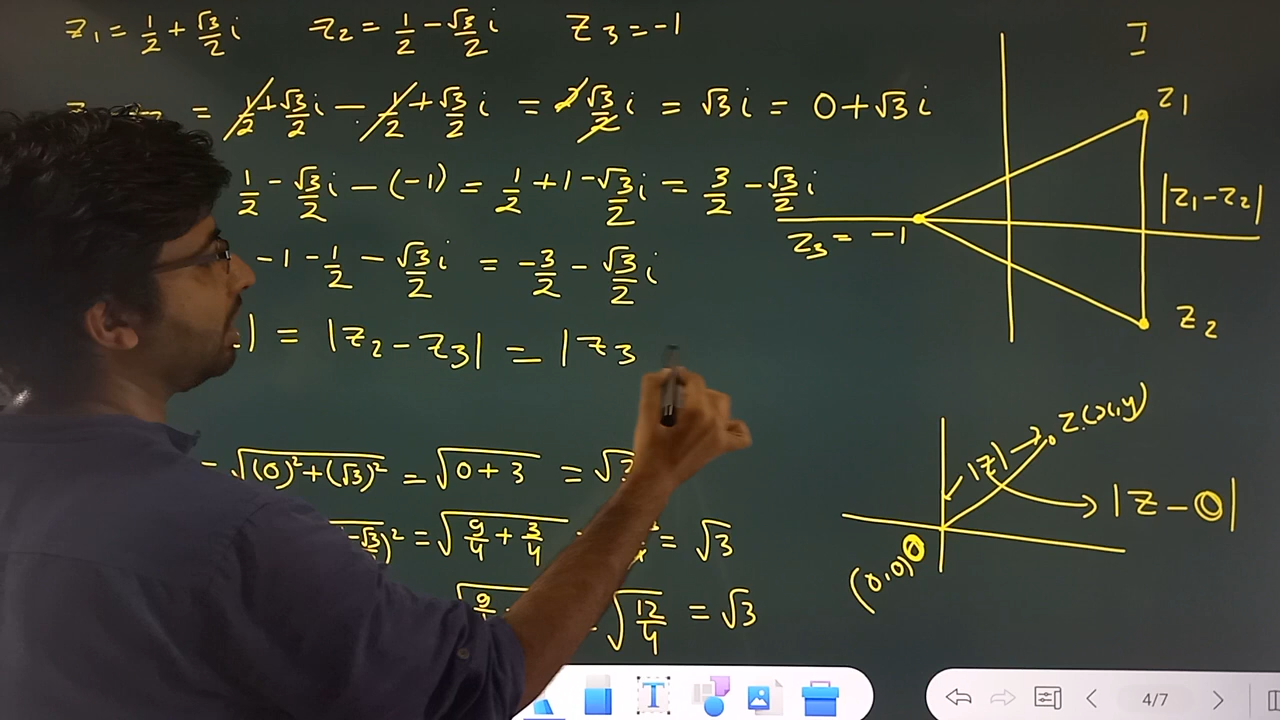 z₁ = 1/2 + √3/2 i z₂ = 1/2 − √3/2 i z₃ = −1
= 1/2 + √3/2 i − 1/2 + √3/2 i = 2√3/2 i = √3 i = 0 + √3 i
1/2 − √3/2 i − (−1) = 1/2 + 1 − √3/2 i = 3/2 − √3/2 i
−1 − 1/2 − √3/2 i = −3/2 − √3/2 i
| = |z₂ − z₃| = |z₃
= √((0)² + (√3)²) = √(0 + 3) = √3
−√3 )² = √(9/4 + 3/4) = = √3
√(9/ = √(12/4) = √3
I
z₁
|z₁ − z₂|
z₃ = −1
z₂
z(x,y)
|z|
|z − 0|
(0,0) 0
T
4/7